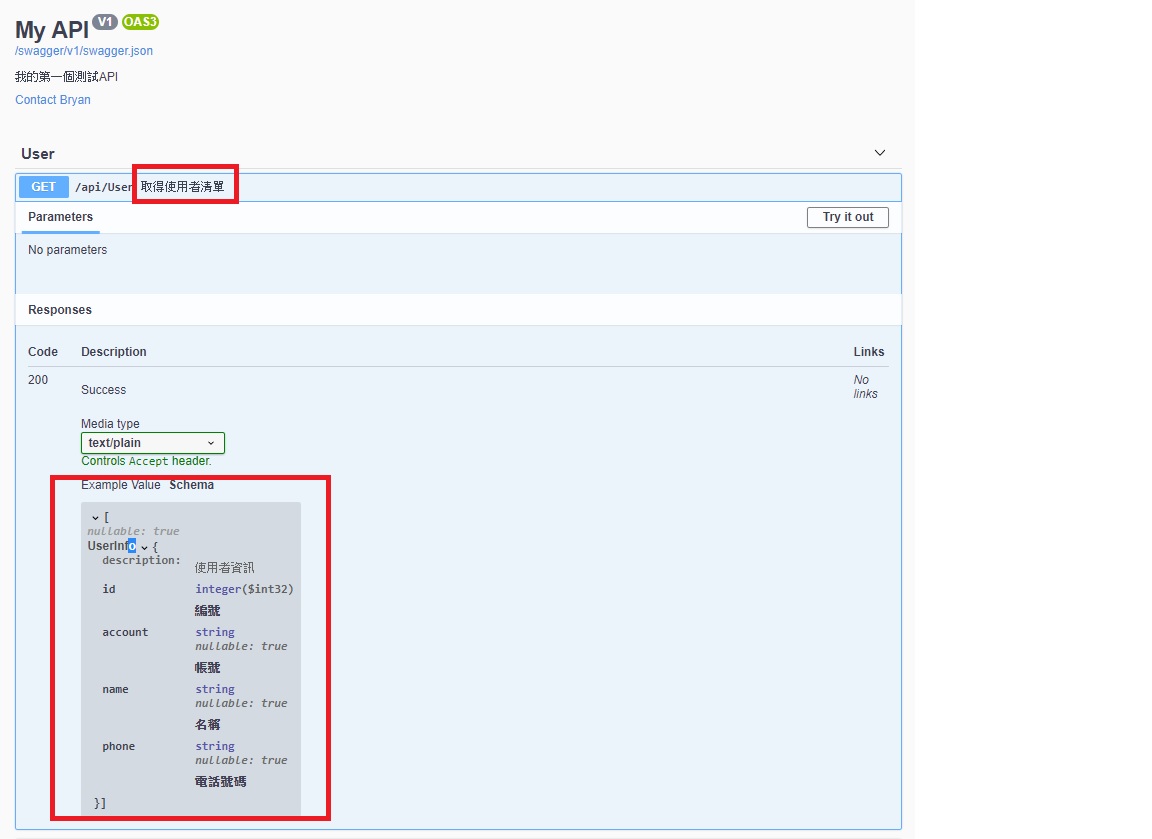 My API V1 OAS3
/swagger/v1/swagger.json
我的第一個測試API
Contact Bryan
User
GET /api/User 取得使用者清單
Parameters Try it out
No parameters
Responses
Code Description Links
200 Success No links
Media type
text/plain
Controls Accept header.
Example Value Schema
[
nullable: true
UserInfo {
description: 使用者資訊
id integer($int32)
編號
account string
nullable: true
帳號
name string
nullable: true
名稱
phone string
nullable: true
電話號碼
}]